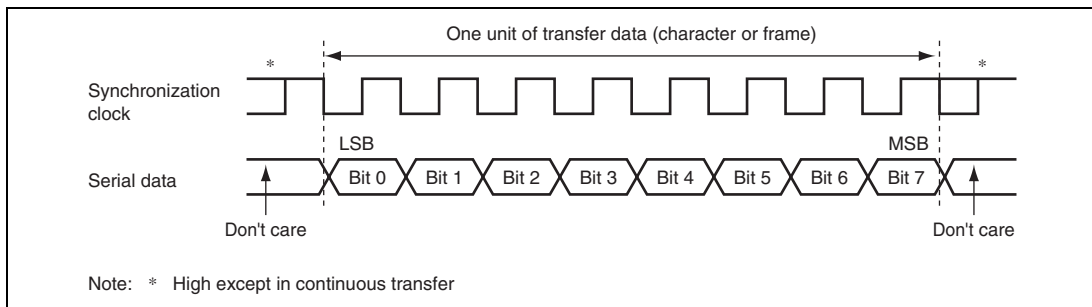 One unit of transfer data (character or frame)
* *
Synchronization
clock
LSB MSB
Serial data Bit 0 Bit 1 Bit 2 Bit 3 Bit 4 Bit 5 Bit 6 Bit 7
Don't care Don't care
Note: * High except in continuous transfer